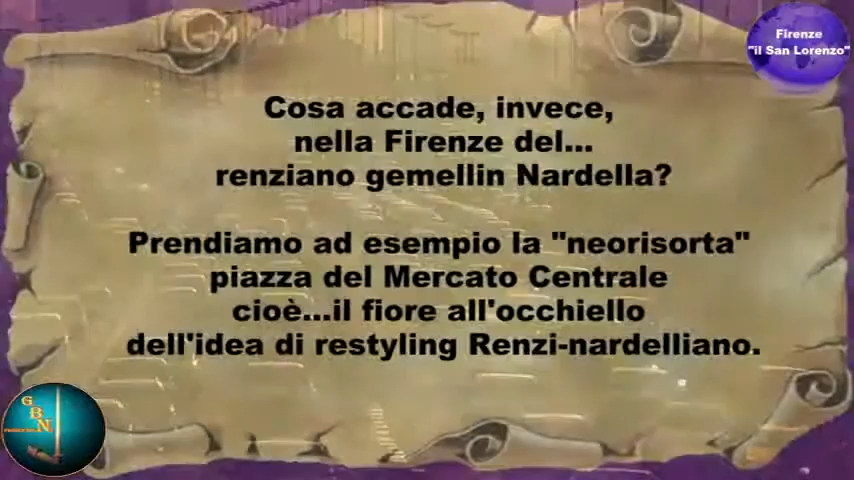 Firenze
"il San Lorenzo"
Cosa accade, invece,
nella Firenze del...
renziano gemellin Nardella?
Prendiamo ad esempio la "neorisorta"
piazza del Mercato Centrale
cioè...il fiore all'occhiello
dell'idea di restyling Renzi-nardelliano.
G
B
N